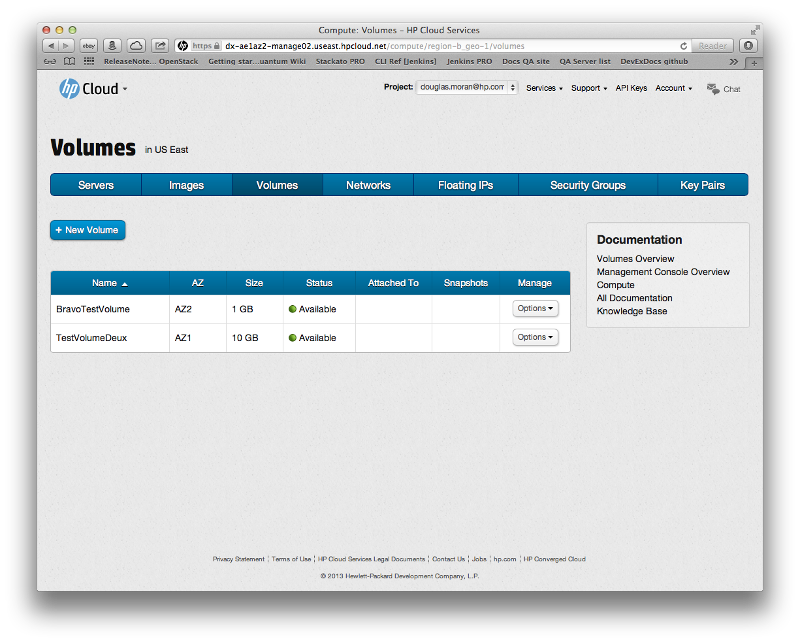 Compute: Volumes – HP Cloud Services
ebay https dx-ae1az2-manage02.useast.hpcloud.net/compute/region-b_geo-1/volumes Reader
ReleaseNote... OpenStack Getting star...uantum Wiki Stackato PRO CLI Ref [Jenkins] Jenkins PRO Docs QA site QA Server list DevExDocs github
hp Cloud Project: douglas.moran@hp.com Services Support API Keys Account Chat
Volumes in US East
Servers Images Volumes Networks Floating IPs Security Groups Key Pairs
+ New Volume
Documentation
Volumes Overview
Management Console Overview
Compute
All Documentation
Knowledge Base
Name AZ Size Status Attached To Snapshots Manage
BravoTestVolume AZ2 1 GB Available Options
TestVolumeDeux AZ1 10 GB Available Options
Privacy Statement | Terms of Use | HP Cloud Services Legal Documents | Contact Us | Jobs | hp.com | HP Converged Cloud
© 2013 Hewlett-Packard Development Company, L.P.